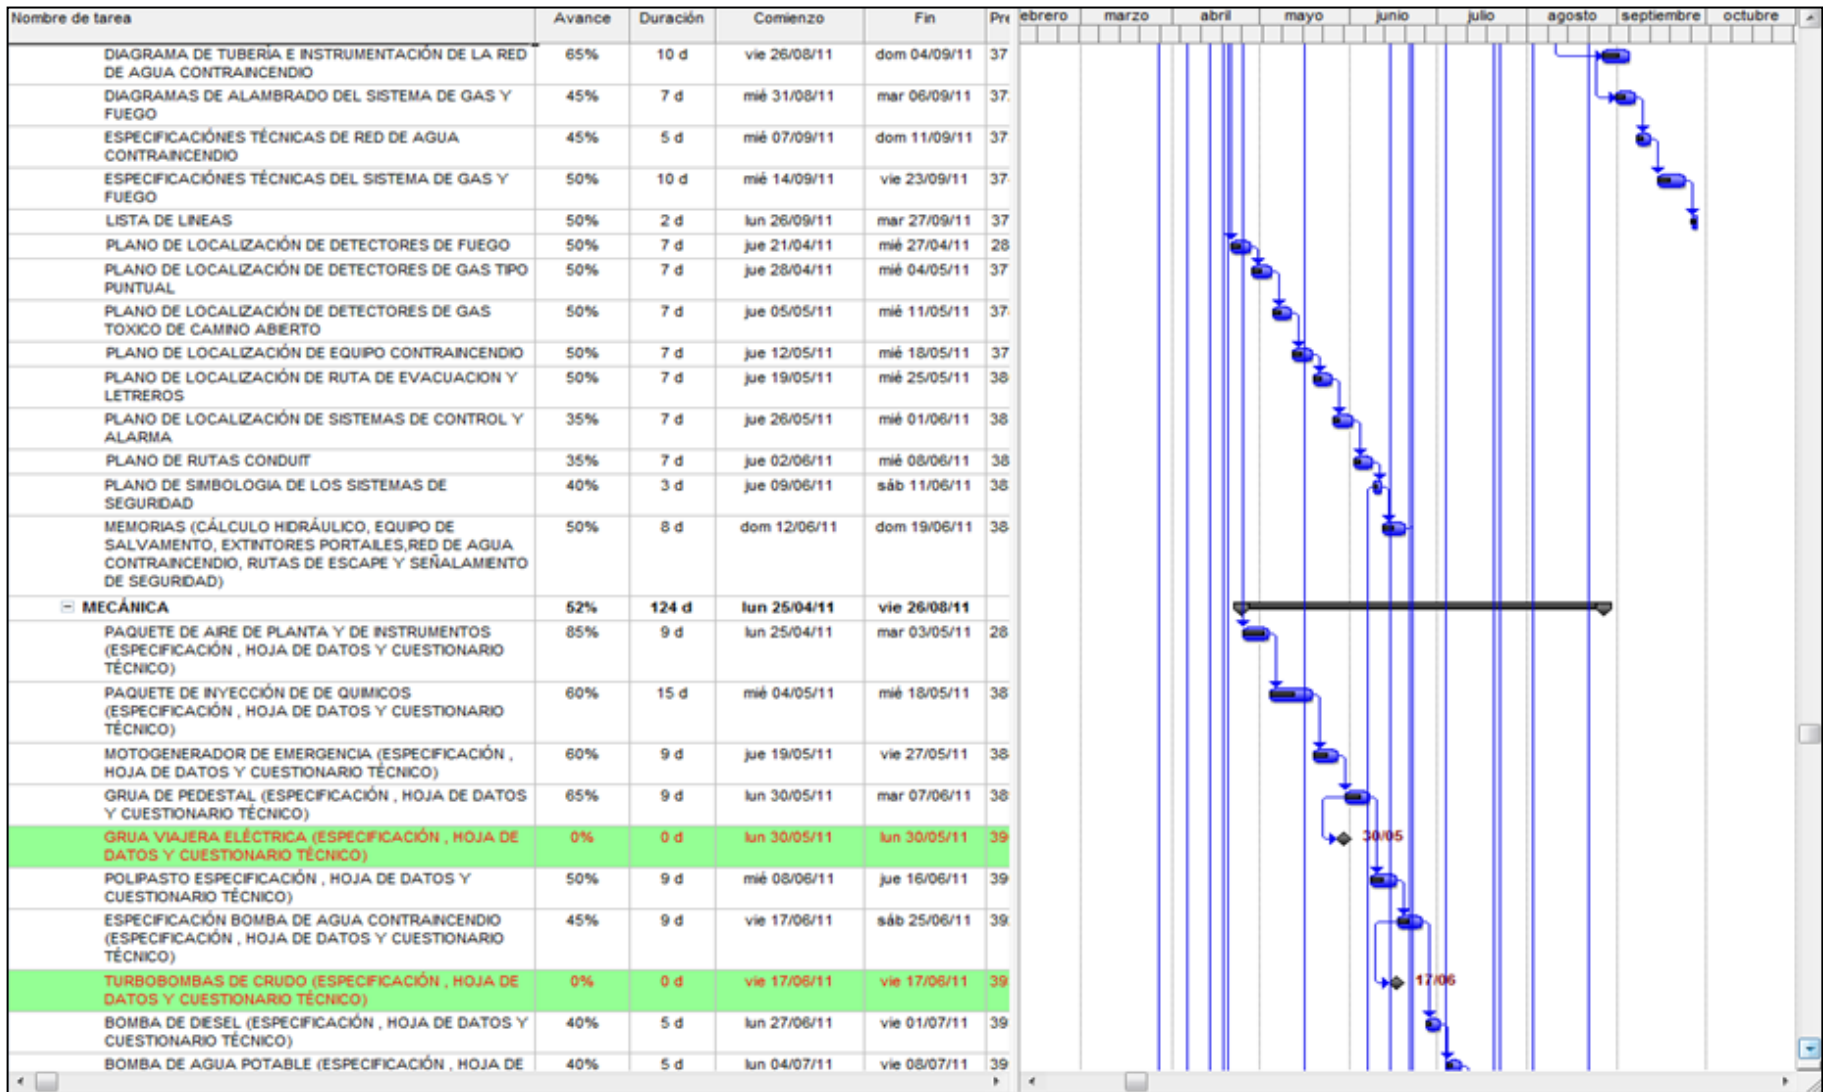 Nombre de tarea Avance Duración Comienzo Fin Pre ebrero marzo abril mayo junio julio agosto septiembre octubre
DIAGRAMA DE TUBERÍA E INSTRUMENTACIÓN DE LA RED 65% 10 d vie 26/08/11 dom 04/09/11 37
DE AGUA CONTRAINCENDIO
DIAGRAMAS DE ALAMBRADO DEL SISTEMA DE GAS Y 45% 7 d mié 31/08/11 mar 06/09/11 37
FUEGO
ESPECIFICACIÓNES TÉCNICAS DE RED DE AGUA 45% 5 d mié 07/09/11 dom 11/09/11 37
CONTRAINCENDIO
ESPECIFICACIÓNES TÉCNICAS DEL SISTEMA DE GAS Y 50% 10 d mié 14/09/11 vie 23/09/11 37
FUEGO
LISTA DE LINEAS 50% 2 d lun 26/09/11 mar 27/09/11 37
PLANO DE LOCALIZACIÓN DE DETECTORES DE FUEGO 50% 7 d jue 21/04/11 mié 27/04/11 28
PLANO DE LOCALIZACIÓN DE DETECTORES DE GAS TIPO 50% 7 d jue 28/04/11 mié 04/05/11 37
PUNTUAL
PLANO DE LOCALIZACIÓN DE DETECTORES DE GAS 50% 7 d jue 05/05/11 mié 11/05/11 37
TOXICO DE CAMINO ABIERTO
PLANO DE LOCALIZACIÓN DE EQUIPO CONTRAINCENDIO 50% 7 d jue 12/05/11 mié 18/05/11 37
PLANO DE LOCALIZACIÓN DE RUTA DE EVACUACION Y 50% 7 d jue 19/05/11 mié 25/05/11 38
LETREROS
PLANO DE LOCALIZACIÓN DE SISTEMAS DE CONTROL Y 35% 7 d jue 26/05/11 mié 01/06/11 38
ALARMA
PLANO DE RUTAS CONDUIT 35% 7 d jue 02/06/11 mié 08/06/11 38
PLANO DE SIMBOLOGIA DE LOS SISTEMAS DE 40% 3 d jue 09/06/11 sáb 11/06/11 38
SEGURIDAD
MEMORIAS (CÁLCULO HIDRÁULICO, EQUIPO DE 50% 8 d dom 12/06/11 dom 19/06/11 38
SALVAMENTO, EXTINTORES PORTAILES,RED DE AGUA
CONTRAINCENDIO, RUTAS DE ESCAPE Y SEÑALAMIENTO
DE SEGURIDAD)
MECÁNICA 52% 124 d lun 25/04/11 vie 26/08/11
PAQUETE DE AIRE DE PLANTA Y DE INSTRUMENTOS 85% 9 d lun 25/04/11 mar 03/05/11 28
(ESPECIFICACIÓN , HOJA DE DATOS Y CUESTIONARIO
TÉCNICO)
PAQUETE DE INYECCIÓN DE DE QUIMICOS 60% 15 d mié 04/05/11 mié 18/05/11 38
(ESPECIFICACIÓN , HOJA DE DATOS Y CUESTIONARIO
TÉCNICO)
MOTOGENERADOR DE EMERGENCIA (ESPECIFICACIÓN , 60% 9 d jue 19/05/11 vie 27/05/11 38
HOJA DE DATOS Y CUESTIONARIO TÉCNICO)
GRUA DE PEDESTAL (ESPECIFICACIÓN , HOJA DE DATOS 65% 9 d lun 30/05/11 mar 07/06/11 38
Y CUESTIONARIO TÉCNICO)
GRUA VIAJERA ELÉCTRICA (ESPECIFICACIÓN , HOJA DE 0% 0 d lun 30/05/11 lun 30/05/11 39 30/05
DATOS Y CUESTIONARIO TÉCNICO)
POLIPASTO ESPECIFICACIÓN , HOJA DE DATOS Y 50% 9 d mié 08/06/11 jue 16/06/11 39
CUESTIONARIO TÉCNICO)
ESPECIFICACIÓN BOMBA DE AGUA CONTRAINCENDIO 45% 9 d vie 17/06/11 sáb 25/06/11 39
(ESPECIFICACIÓN , HOJA DE DATOS Y CUESTIONARIO
TÉCNICO)
TURBOBOMBAS DE CRUDO (ESPECIFICACIÓN , HOJA DE 0% 0 d vie 17/06/11 vie 17/06/11 39 17/06
DATOS Y CUESTIONARIO TÉCNICO)
BOMBA DE DIESEL (ESPECIFICACIÓN , HOJA DE DATOS Y 40% 5 d lun 27/06/11 vie 01/07/11 39
CUESTIONARIO TÉCNICO)
BOMBA DE AGUA POTABLE (ESPECIFICACIÓN , HOJA DE 40% 5 d lun 04/07/11 vie 08/07/11 39